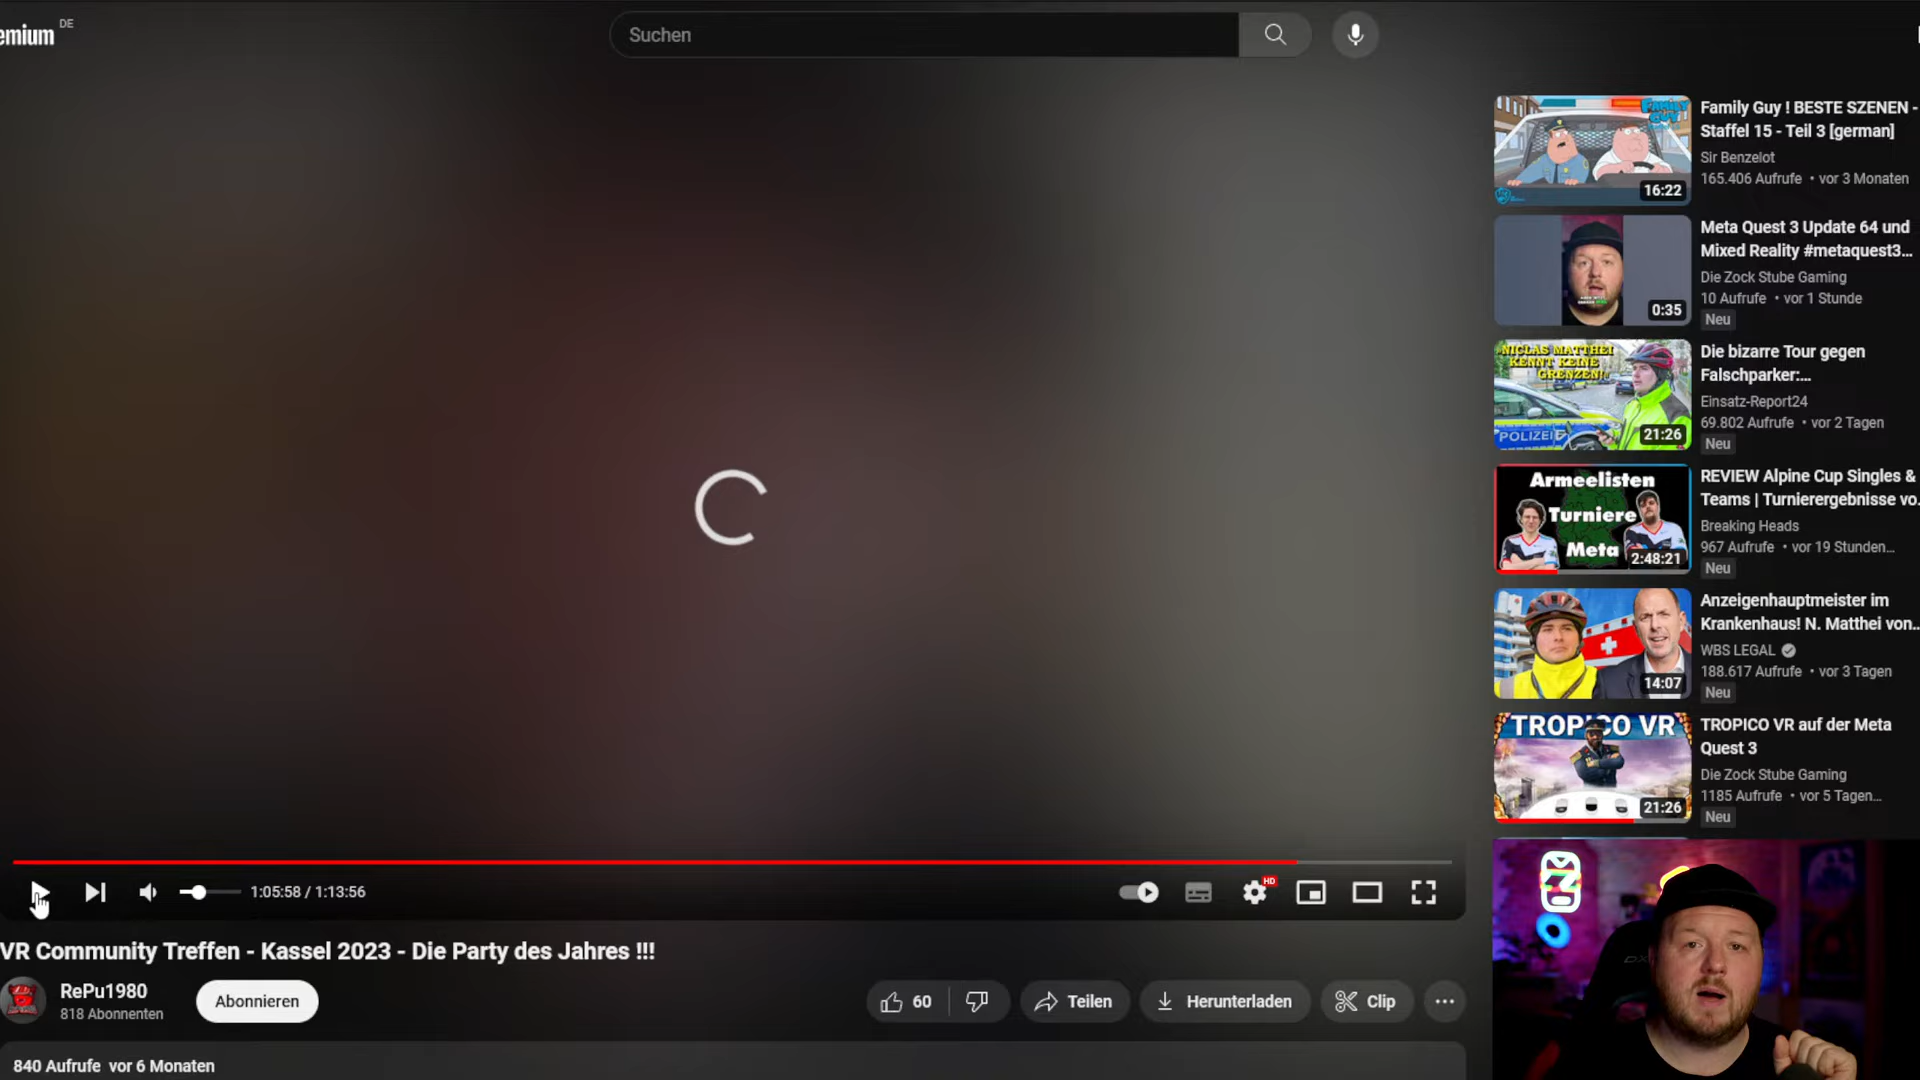 emium DE
Suchen
Family Guy ! BESTE SZENEN -
Staffel 15 - Teil 3 [german]
Sir Benzelot
165.406 Aufrufe • vor 3 Monaten
FAMILY GUY
16:22
Meta Quest 3 Update 64 und
Mixed Reality #metaquest3...
Die Zock Stube Gaming
10 Aufrufe • vor 1 Stunde
Neu
0:35
NICLAS MATTHEI
KENNT KEINE
GRENZEN!
POLIZEI
21:26
Die bizarre Tour gegen
Falschparker:...
Einsatz-Report24
69.802 Aufrufe • vor 2 Tagen
Neu
Armeelisten
Turniere
Meta
2:48:21
REVIEW Alpine Cup Singles &
Teams | Turnierergebnisse vo...
Breaking Heads
967 Aufrufe • vor 19 Stunden...
Neu
14:07
Anzeigenhauptmeister im
Krankenhaus! N. Matthei von...
WBS LEGAL
188.617 Aufrufe • vor 3 Tagen
Neu
TROPICO VR
21:26
TROPICO VR auf der Meta
Quest 3
Die Zock Stube Gaming
1185 Aufrufe • vor 5 Tagen...
Neu
1:05:58 / 1:13:56
HD
VR Community Treffen - Kassel 2023 - Die Party des Jahres !!!
RePu1980
818 Abonnenten
Abonnieren
60
Teilen
Herunterladen
Clip
840 Aufrufe vor 6 Monaten